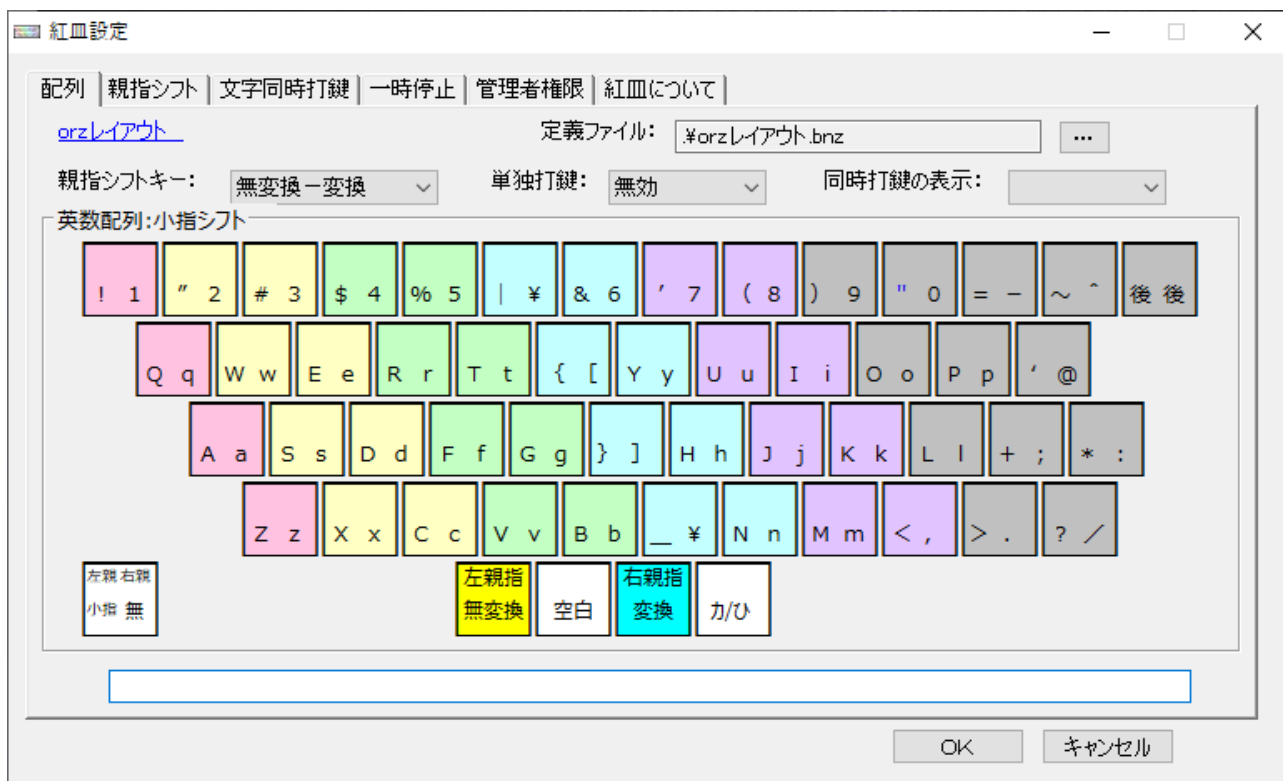 紅皿設定
配列 親指シフト 文字同時打鍵 一時停止 管理者権限 紅皿について
orzレイアウト 定義ファイル: .¥orzレイアウト.bnz ...
親指シフトキー: 無変換－変換 単独打鍵: 無効 同時打鍵の表示:
英数配列:小指シフト
! 1 ” 2 # 3 $ 4 % 5 | ¥ & 6 ’ 7 ( 8 ) 9 " 0 = － ～ ＾ 後 後
Q q W w E e R r T t { [ Y y U u I i O o P p ‘ @
A a S s D d F f G g } ] H h J j K k L l + ; * :
Z z X x C c V v B b ＿ ¥ N n M m ＜ , ＞ . ? ／
左親 右親 左親指 右親指
小指 無 無変換 空白 変換 カ/ひ
OK キャンセル